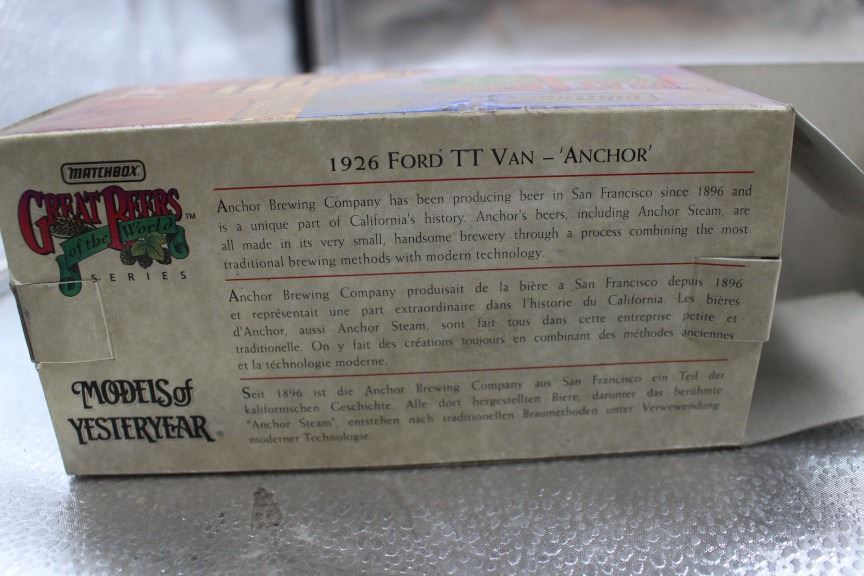 1926 FORD TT VAN – 'ANCHOR'
MATCHBOX
GREAT BEERS™
of the World
SERIES
Anchor Brewing Company has been producing beer in San Francisco since 1896 and
is a unique part of California's history. Anchor's beers, including Anchor Steam, are
all made in its very small, handsome brewery through a process combining the most
traditional brewing methods with modern technology.
Anchor Brewing Company produisait de la bière a San Francisco depuis 1896
et représentait une part extraordinaire dans l'historie du California. Les bières
d'Anchor, aussi Anchor Steam, sont fait tous dans cette entreprise petite et
traditionelle. On y fait des créations toujours en combinant des méthodes anciennes
et la téchnologie moderne.
Seit 1896 ist die Anchor Brewing Company aus San Francisco ein Teil der
kalifornischen Geschichte. Alle dort hergestellten Biere, darunter das berühmte
"Anchor Steam" entstehen nach traditionellen Braumethoden unter Verwewendung
moderner Technologie.
MODELS of
YESTERYEAR®